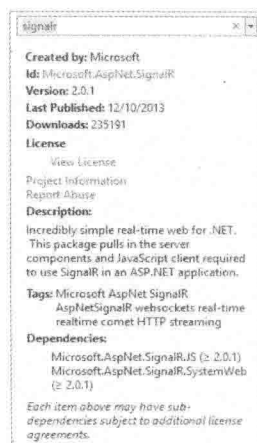 signalr
Created by: Microsoft
Id: Microsoft.AspNet.SignalR
Version: 2.0.1
Last Published: 12/10/2013
Downloads: 235191
License
View License
Project Information
Report Abuse
Description:
Incredibly simple real-time web for .NET.
This package pulls in the server
components and JavaScript client required
to use SignalR in an ASP.NET application.
Tags: Microsoft AspNet SignalR
AspNetSignalR websockets real-time
realtime comet HTTP streaming
Dependencies:
Microsoft.AspNet.SignalR.JS (≥ 2.0.1)
Microsoft.AspNet.SignalR.SystemWeb
(≥ 2.0.1)
Each item above may have sub-
dependencies subject to additional license
agreements.